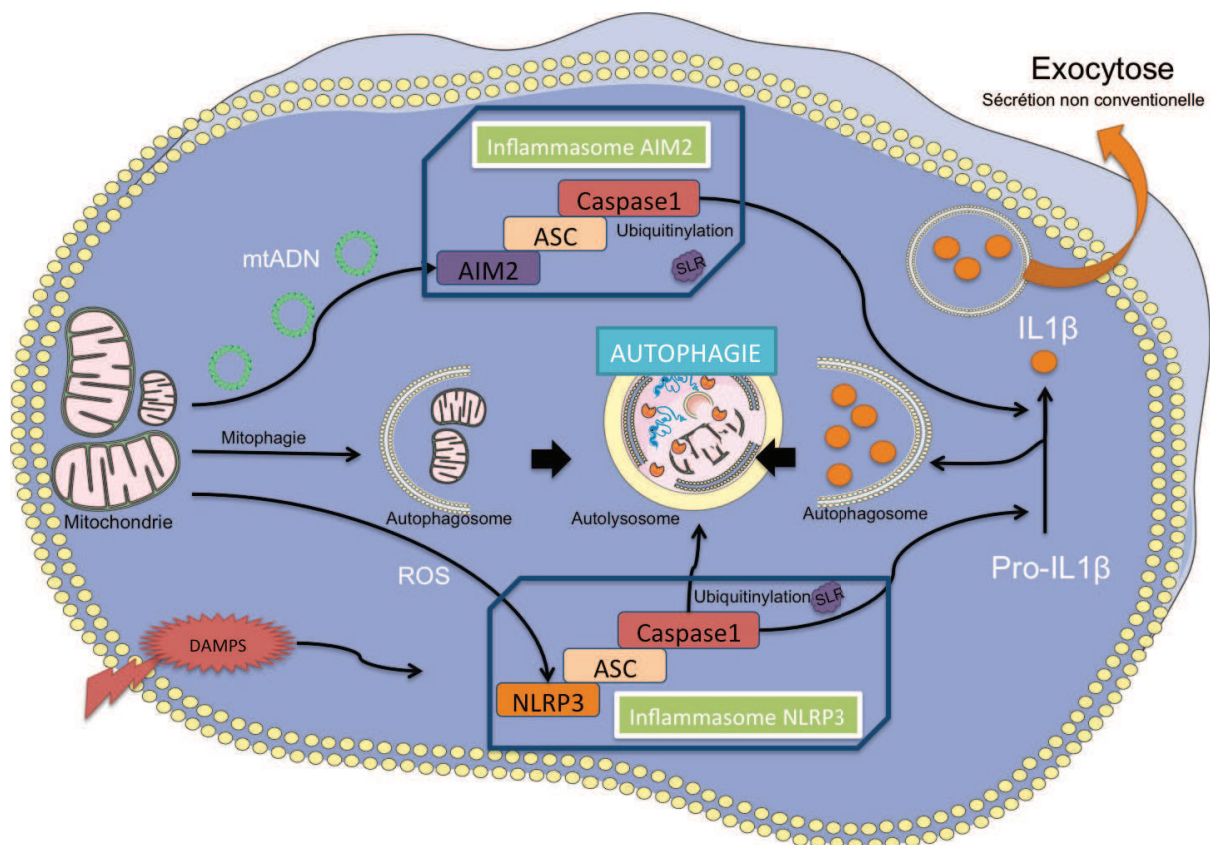 Exocytose
Sécrétion non conventionelle
Inflammasome AIM2
Caspase1
Ubiquitinylation
ASC
SLR
AIM2
mtADN
IL1β
AUTOPHAGIE
Mitophagie
Mitochondrie
Autophagosome
Autolysosome
Autophagosome
ROS
Pro-IL1β
Ubiquitinylation
SLR
DAMPS
Caspase1
ASC
NLRP3
Inflammasome NLRP3